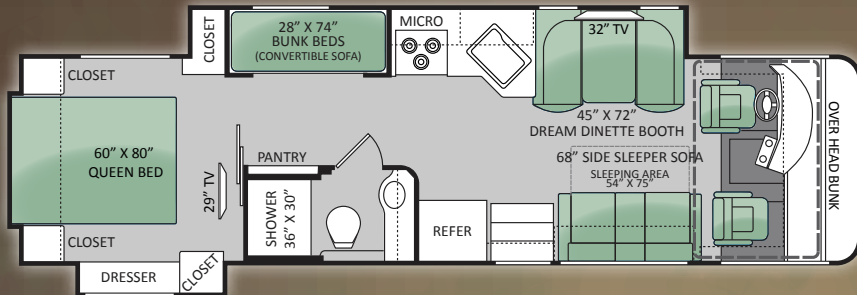 CLOSET
28” X 74”
BUNK BEDS
(CONVERTIBLE SOFA)
MICRO
32” TV
CLOSET
45” X 72”
DREAM DINETTE BOOTH
60” X 80”
QUEEN BED
29” TV
PANTRY
68” SIDE SLEEPER SOFA
SLEEPING AREA
54” X 75”
OVER HEAD BUNK
SHOWER
36” X 30”
REFER
CLOSET
DRESSER
CLOSET